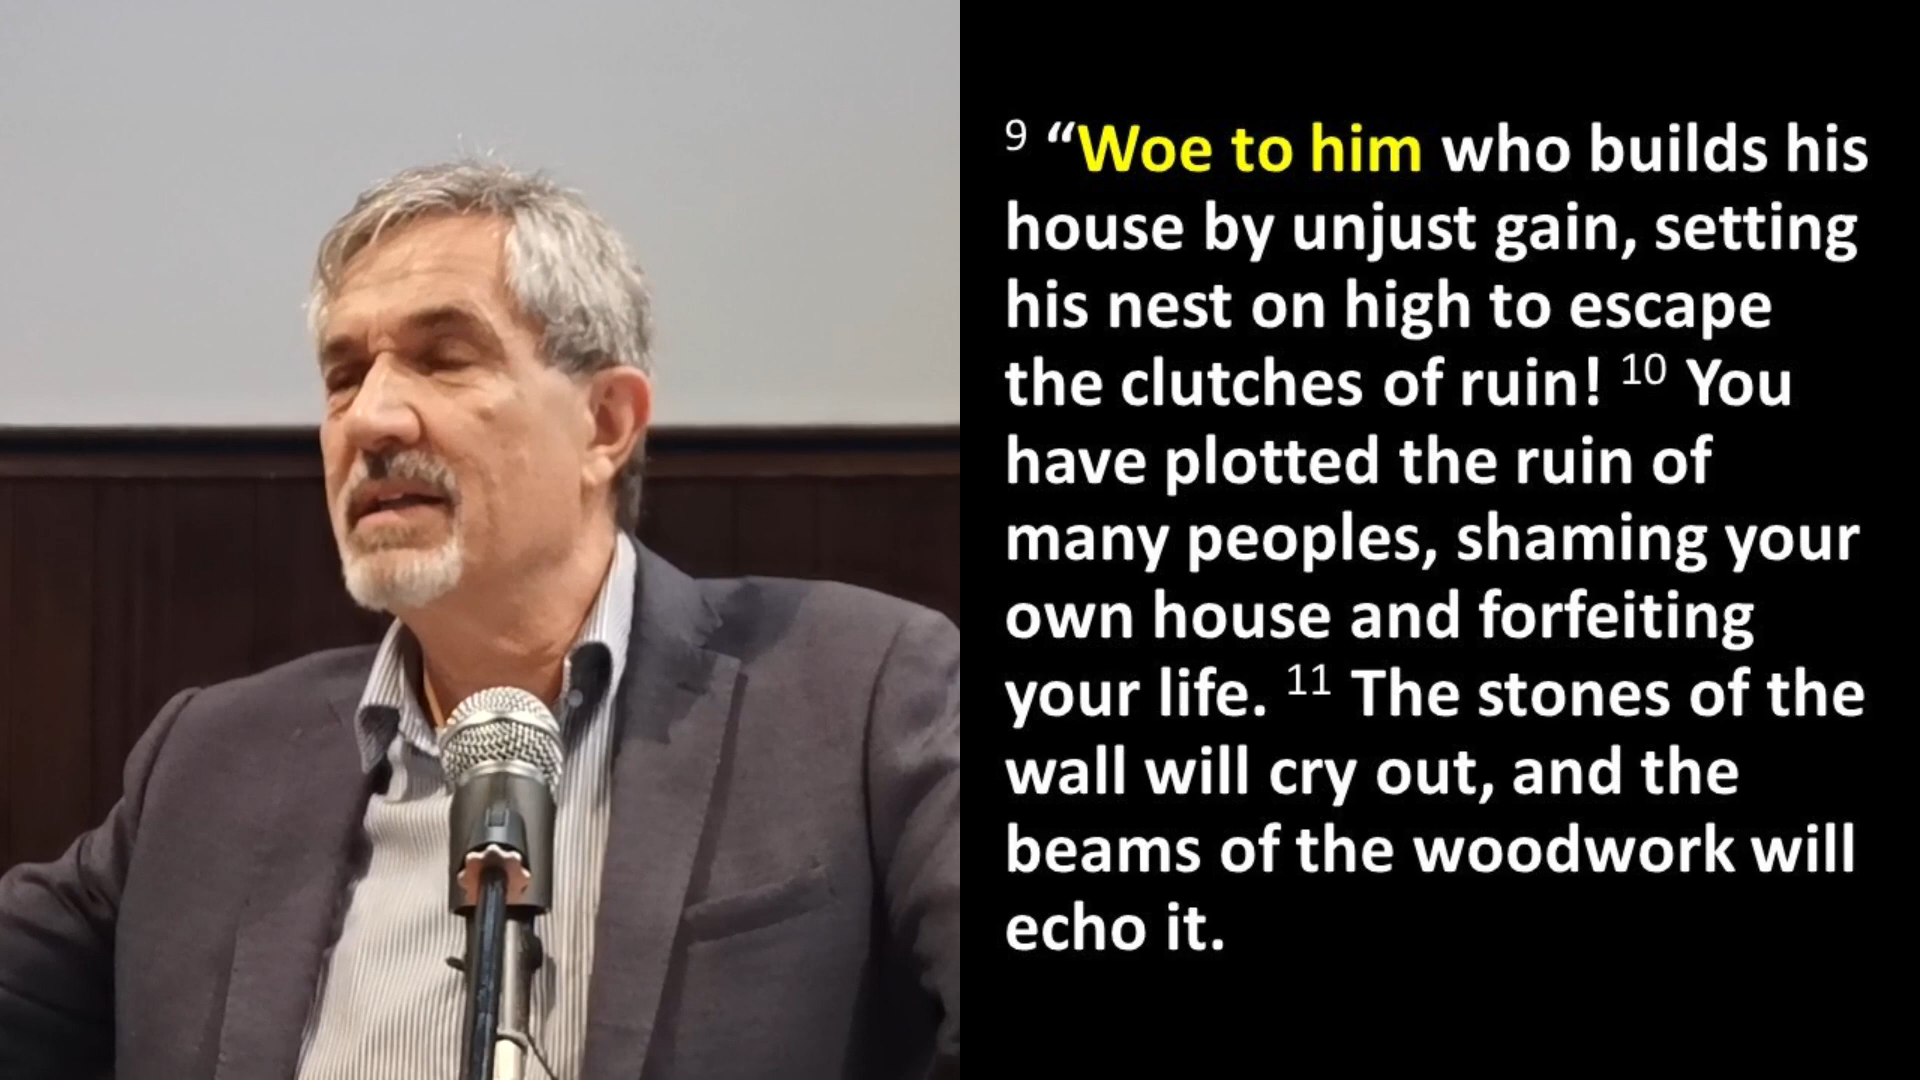 9 “Woe to him who builds his
house by unjust gain, setting
his nest on high to escape
the clutches of ruin! 10 You
have plotted the ruin of
many peoples, shaming your
own house and forfeiting
your life. 11 The stones of the
wall will cry out, and the
beams of the woodwork will
echo it.